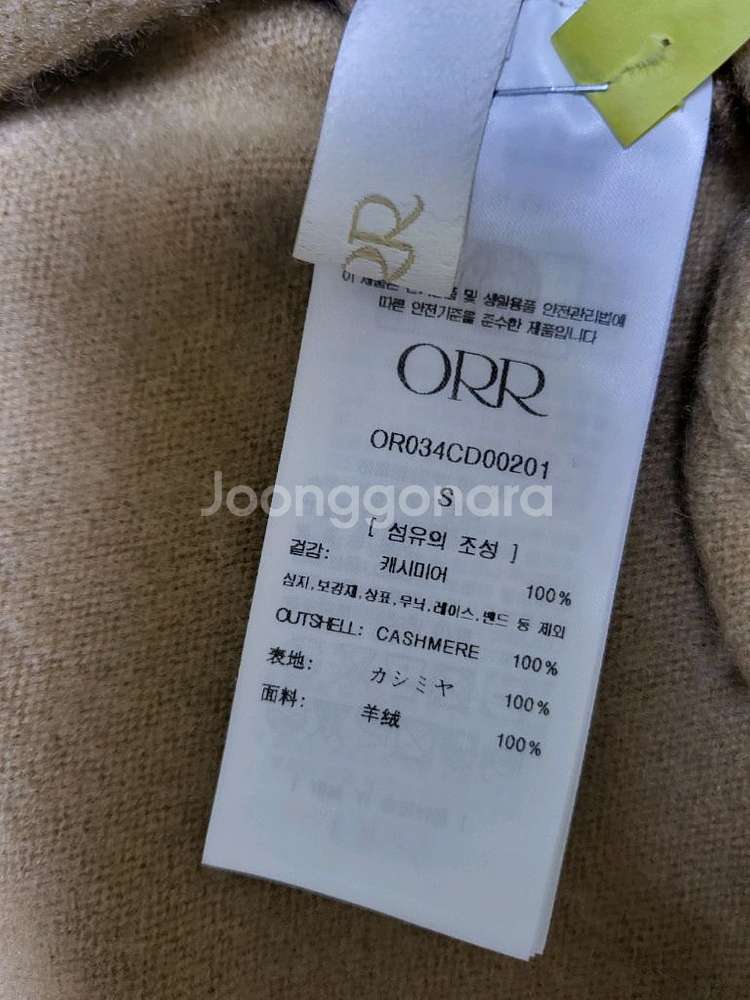 ORR
이 제품은 전기용품 및 생활용품 안전관리법에
따른 안전기준을 준수한 제품입니다
ORR
OR034CD00201
S
Joonggonara
[ 섬유의 조성 ]
겉감: 캐시미어 100%
심지,보강재,상표,무늬,레이스,밴드 등 제외
OUTSHELL: CASHMERE 100%
表地: カシミヤ 100%
面料: 羊绒 100%